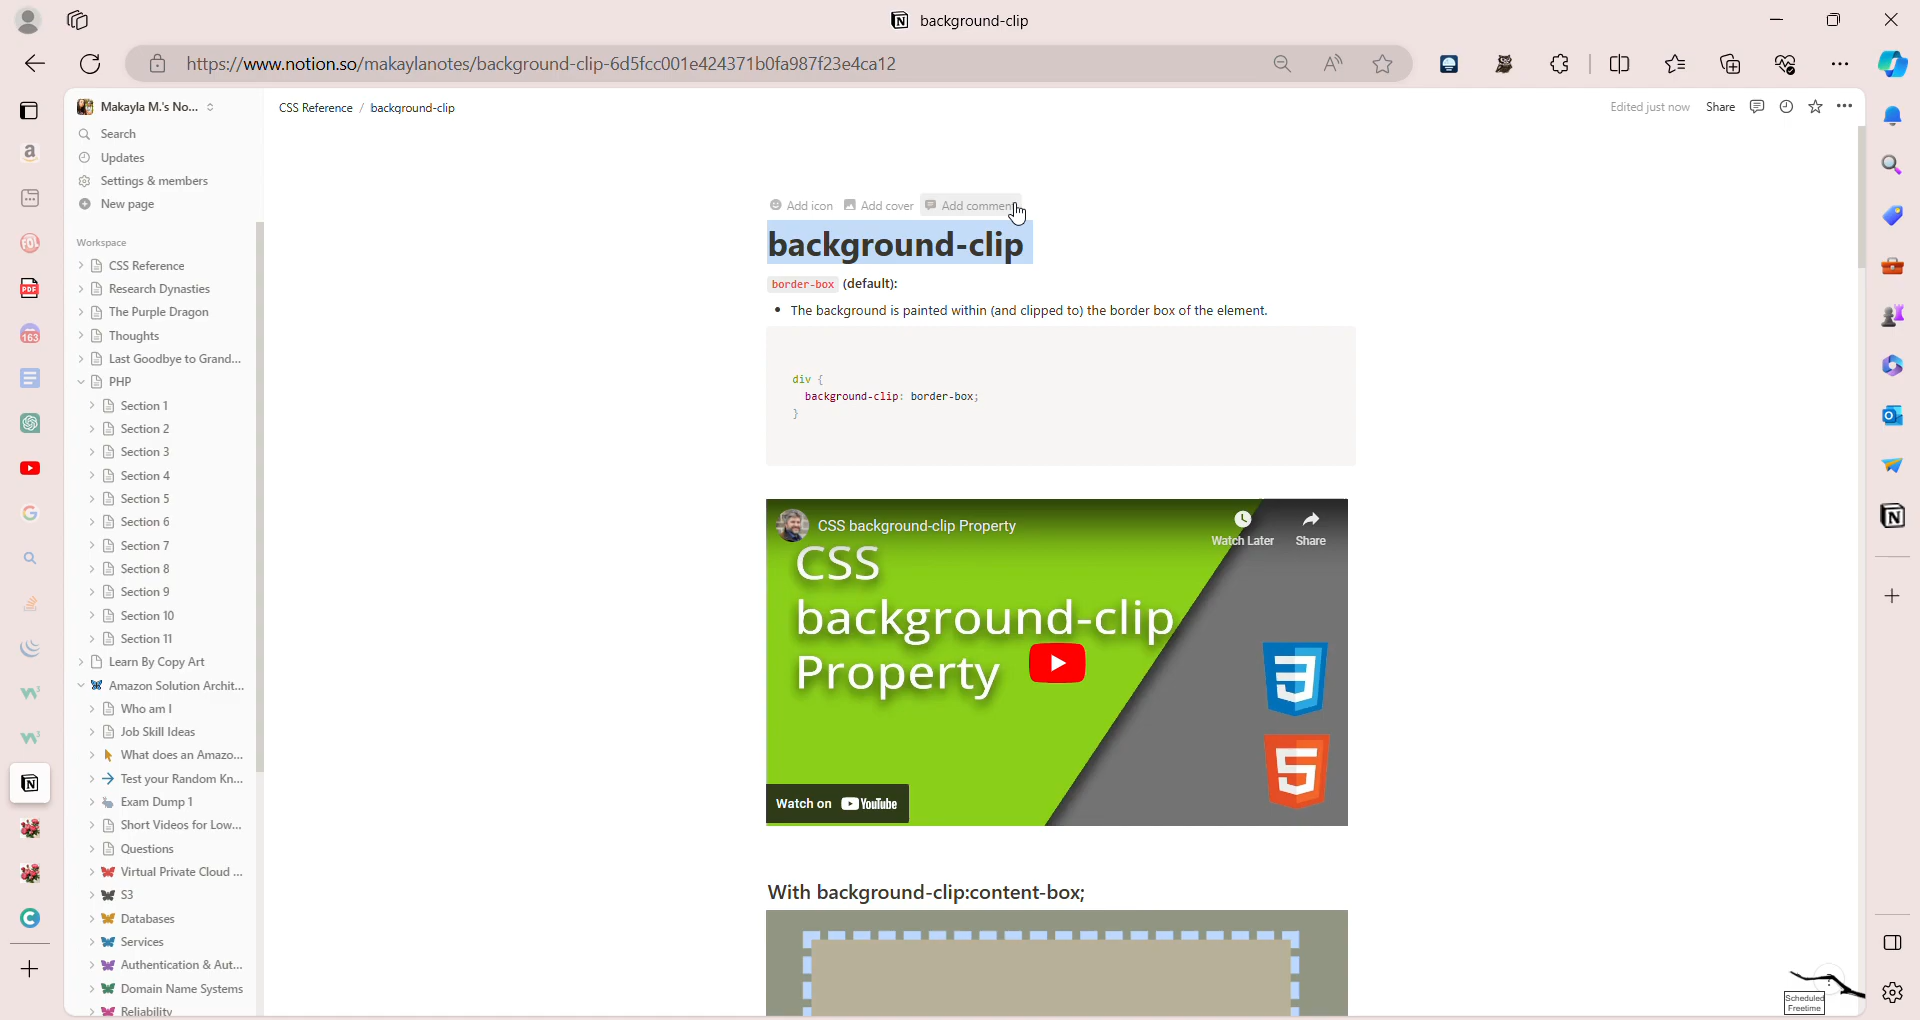 background-clip
https://www.notion.so/makaylanotes/background-clip-6d5fcc001e424371b0fa987f23e4ca12
Makayla M.'s No...
CSS Reference / background-clip
Edited just now
Share
Search
Updates
Settings & members
New page
Workspace
CSS Reference
Research Dynasties
The Purple Dragon
Thoughts
Last Goodbye to Grand...
PHP
Section 1
Section 2
Section 3
Section 4
Section 5
Section 6
Section 7
Section 8
Section 9
Section 10
Section 11
Learn By Copy Art
Amazon Solution Archit...
Who am I
Job Skill Ideas
What does an Amazo...
Test your Random Kn...
Exam Dump 1
Short Videos for Low...
Questions
Virtual Private Cloud ...
S3
Databases
Services
Authentication & Aut...
Domain Name Systems
Reliability
Add icon
Add cover
Add comment
background-clip
border-box (default):
• The background is painted within (and clipped to) the border box of the element.
div {
background-clip: border-box;
}
CSS background-clip Property
Watch Later
Share
CSS
background-clip
Property
Watch on YouTube
With background-clip:content-box;
Scheduled
Freetime